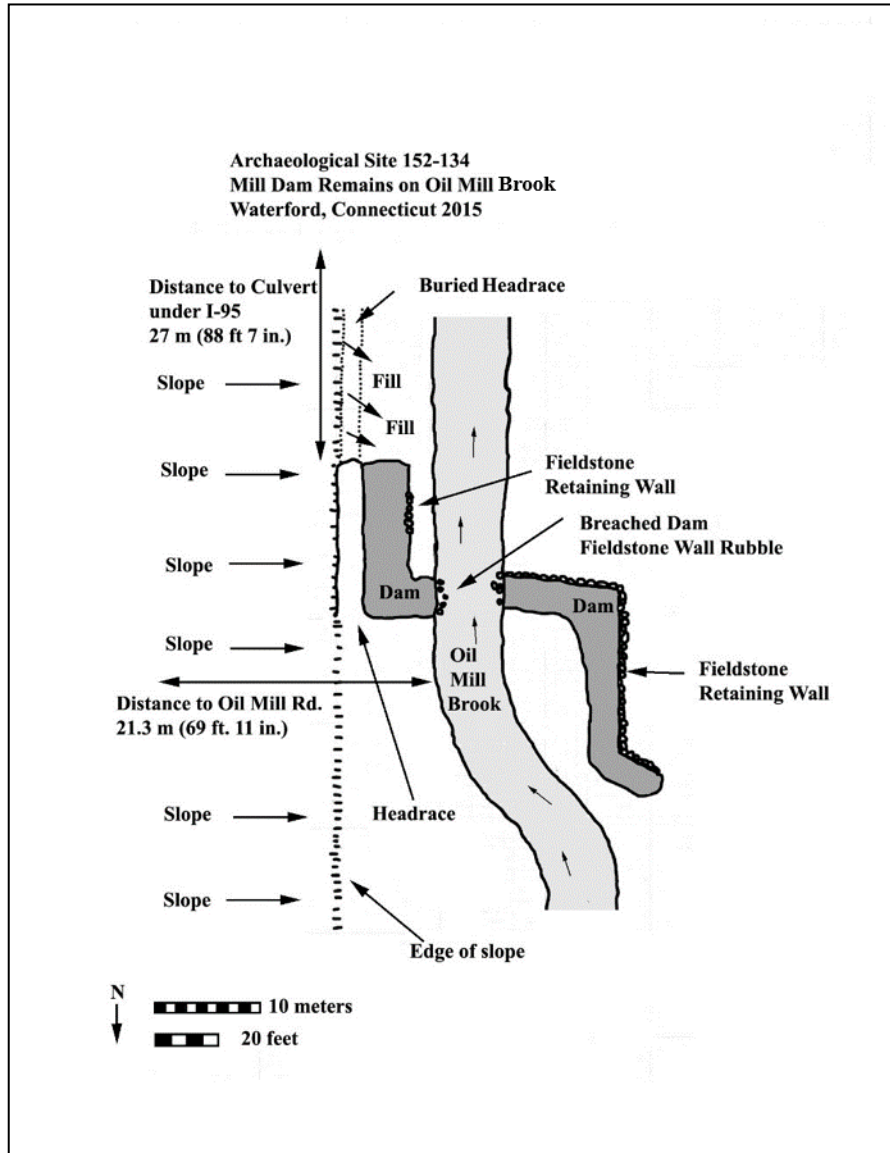 Archaeological Site 152-134
Mill Dam Remains on Oil Mill Brook
Waterford, Connecticut 2015
Distance to Culvert
under I-95
27 m (88 ft 7 in.)
Buried Headrace
Slope
Fill
Fill
Slope
Fieldstone
Retaining Wall
Breached Dam
Fieldstone Wall Rubble
Slope
Dam
Dam
Slope
Oil
Mill
Brook
Fieldstone
Retaining Wall
Distance to Oil Mill Rd.
21.3 m (69 ft. 11 in.)
Slope
Headrace
Slope
Edge of slope
N
10 meters
20 feet